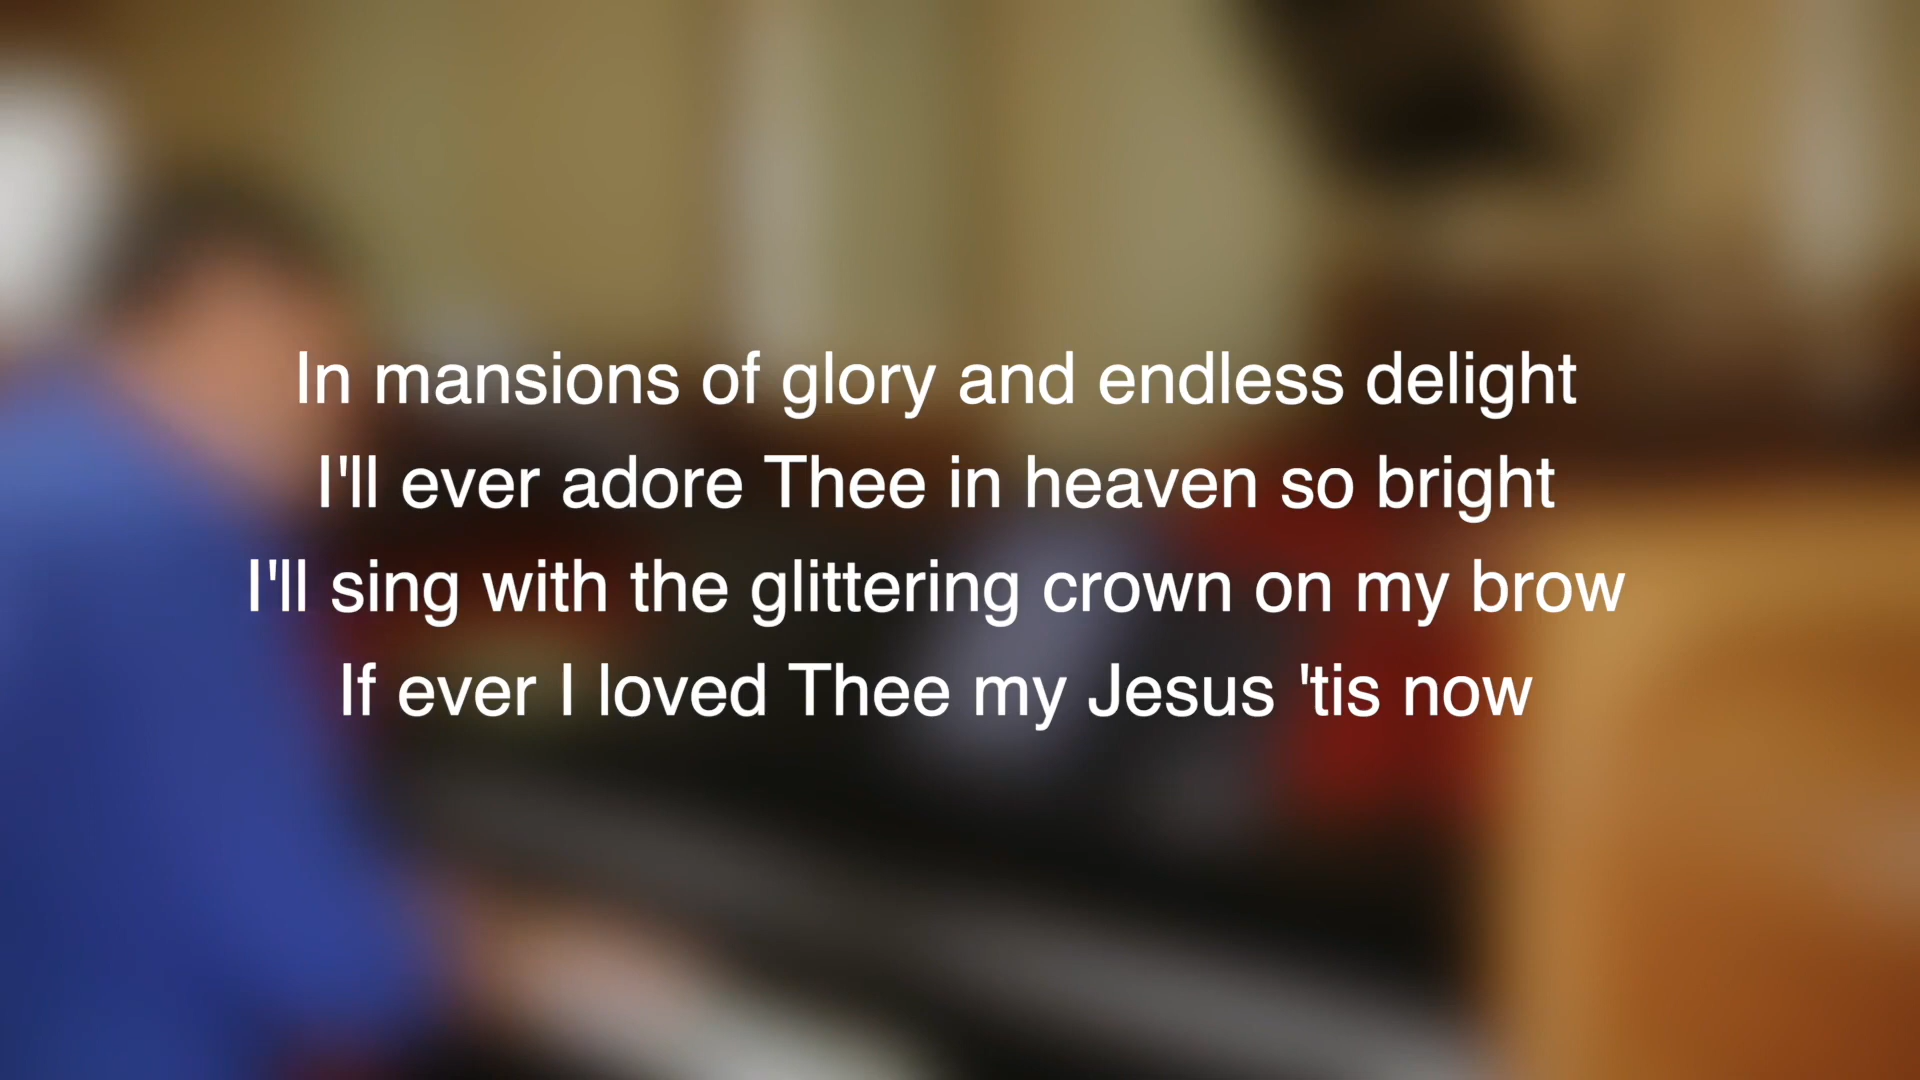 In mansions of glory and endless delight
I'll ever adore Thee in heaven so bright
I'll sing with the glittering crown on my brow
If ever I loved Thee my Jesus 'tis now